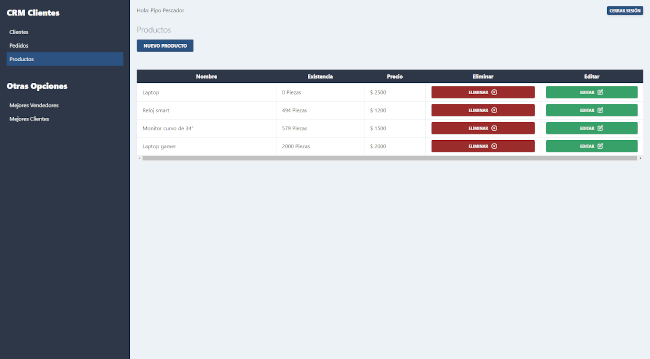 CRM Clientes
Clientes
Pedidos
Productos
Otras Opciones
Mejores Vendedores
Mejores Clientes
Hola: Pipo Pescador
CERRAR SESIÓN
Productos
NUEVO PRODUCTO
Nombre Existencia Precio Eliminar Editar
Laptop 0 Piezas $ 2500 ELIMINAR EDITAR
Reloj smart 494 Piezas $ 1200 ELIMINAR EDITAR
Monitor curvo de 34" 579 Piezas $ 1500 ELIMINAR EDITAR
Laptop gamer 2000 Piezas $ 2000 ELIMINAR EDITAR